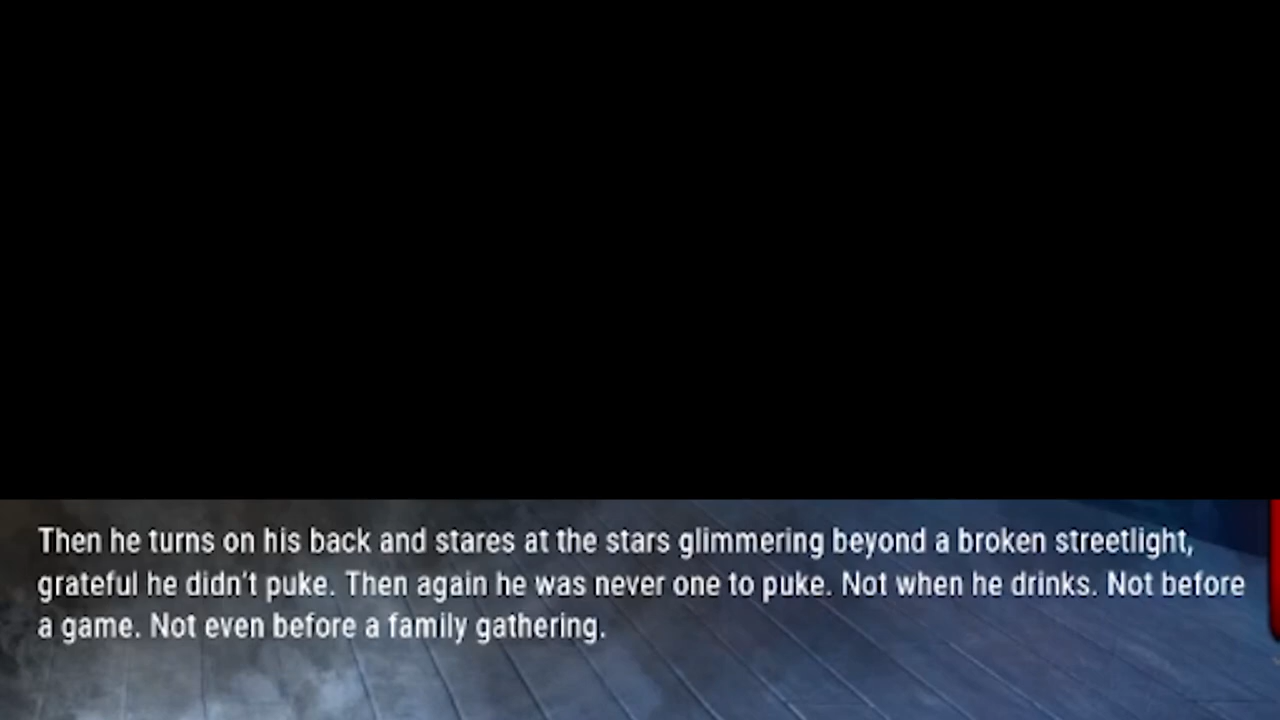 Then he turns on his back and stares at the stars glimmering beyond a broken streetlight,
grateful he didn't puke. Then again he was never one to puke. Not when he drinks. Not before
a game. Not even before a family gathering.